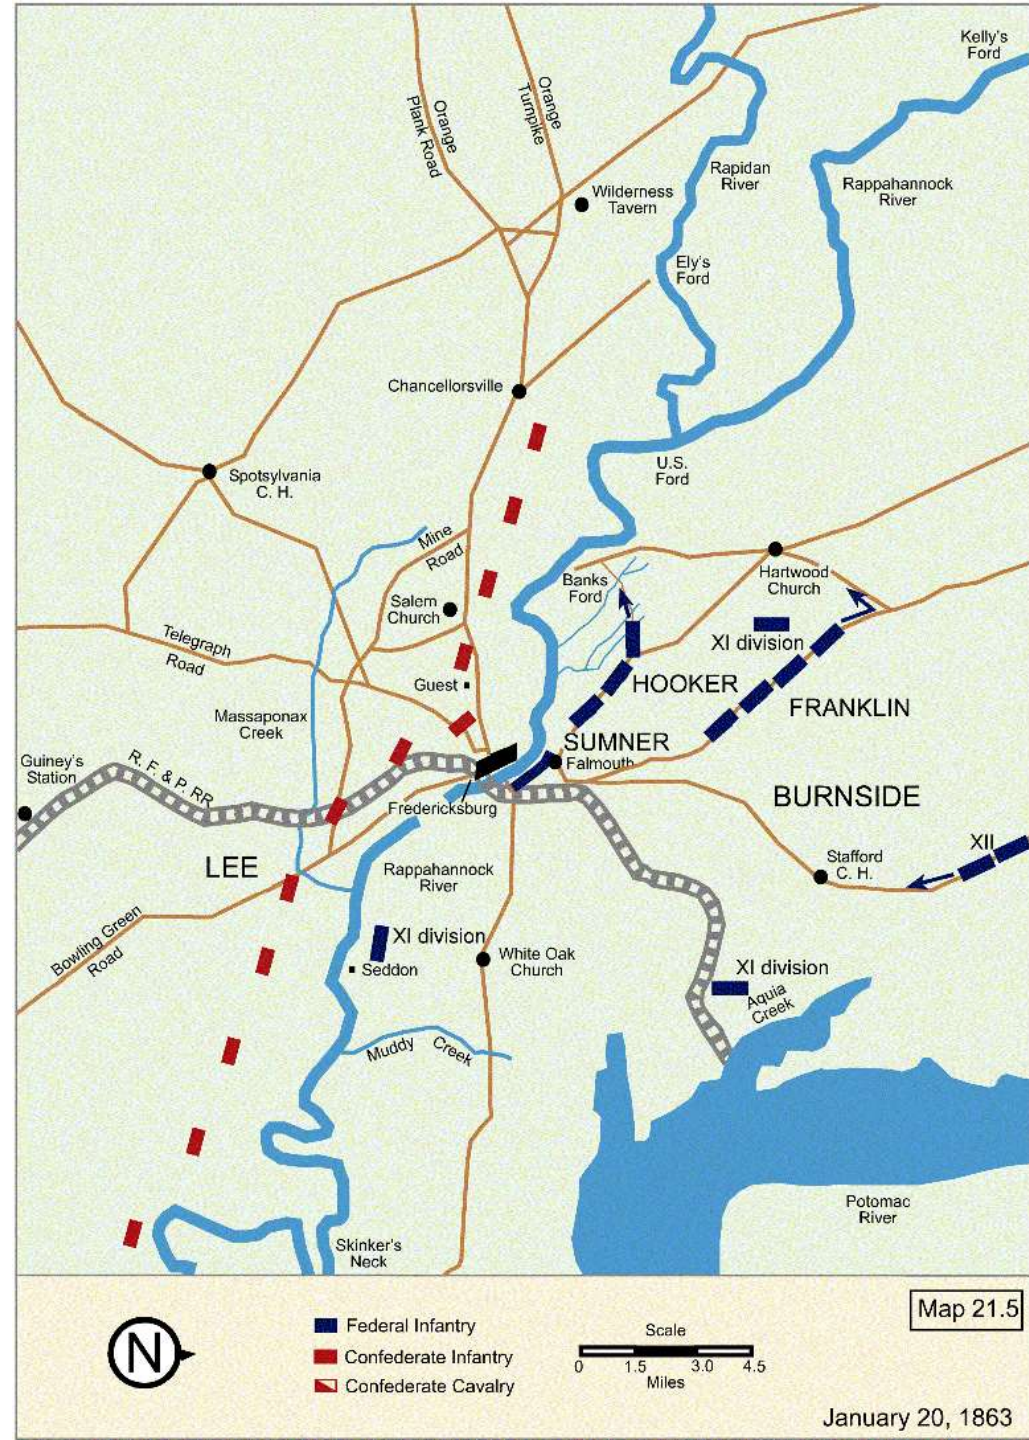 Kelly's
Ford
Orange
Plank Road
Orange
Turnpike
Rapidan
River
Rappahannock
River
Wilderness
Tavern
Ely's
Ford
Chancellorsville
U.S.
Ford
Spotsylvania
C. H.
Mine
Road
Banks
Ford
Hartwood
Church
Salem
Church
XI division
Telegraph
Road
Guest
HOOKER
FRANKLIN
Massaponax
Creek
SUMNER
Falmouth
Guiney's
Station
R. F. & P. RR
Fredericksburg
BURNSIDE
LEE
Rappahannock
River
Stafford
C. H.
XII
Bowling Green
Road
XI division
Seddon
White Oak
Church
XI division
Aquia
Creek
Muddy Creek
Potomac
River
Skinker's
Neck
Map 21.5
N
Federal Infantry
Confederate Infantry
Confederate Cavalry
Scale
0 1.5 3.0 4.5
Miles
January 20, 1863